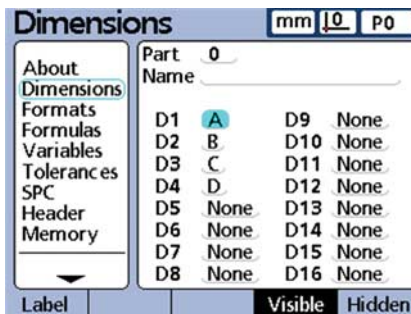 Dimensions mm 0 P0
About
Dimensions
Formats
Formulas
Variables
Tolerances
SPC
Header
Memory
Part 0
Name
D1 A D9 None
D2 B D10 None
D3 C D11 None
D4 D D12 None
D5 None D13 None
D6 None D14 None
D7 None D15 None
D8 None D16 None
Label Visible Hidden